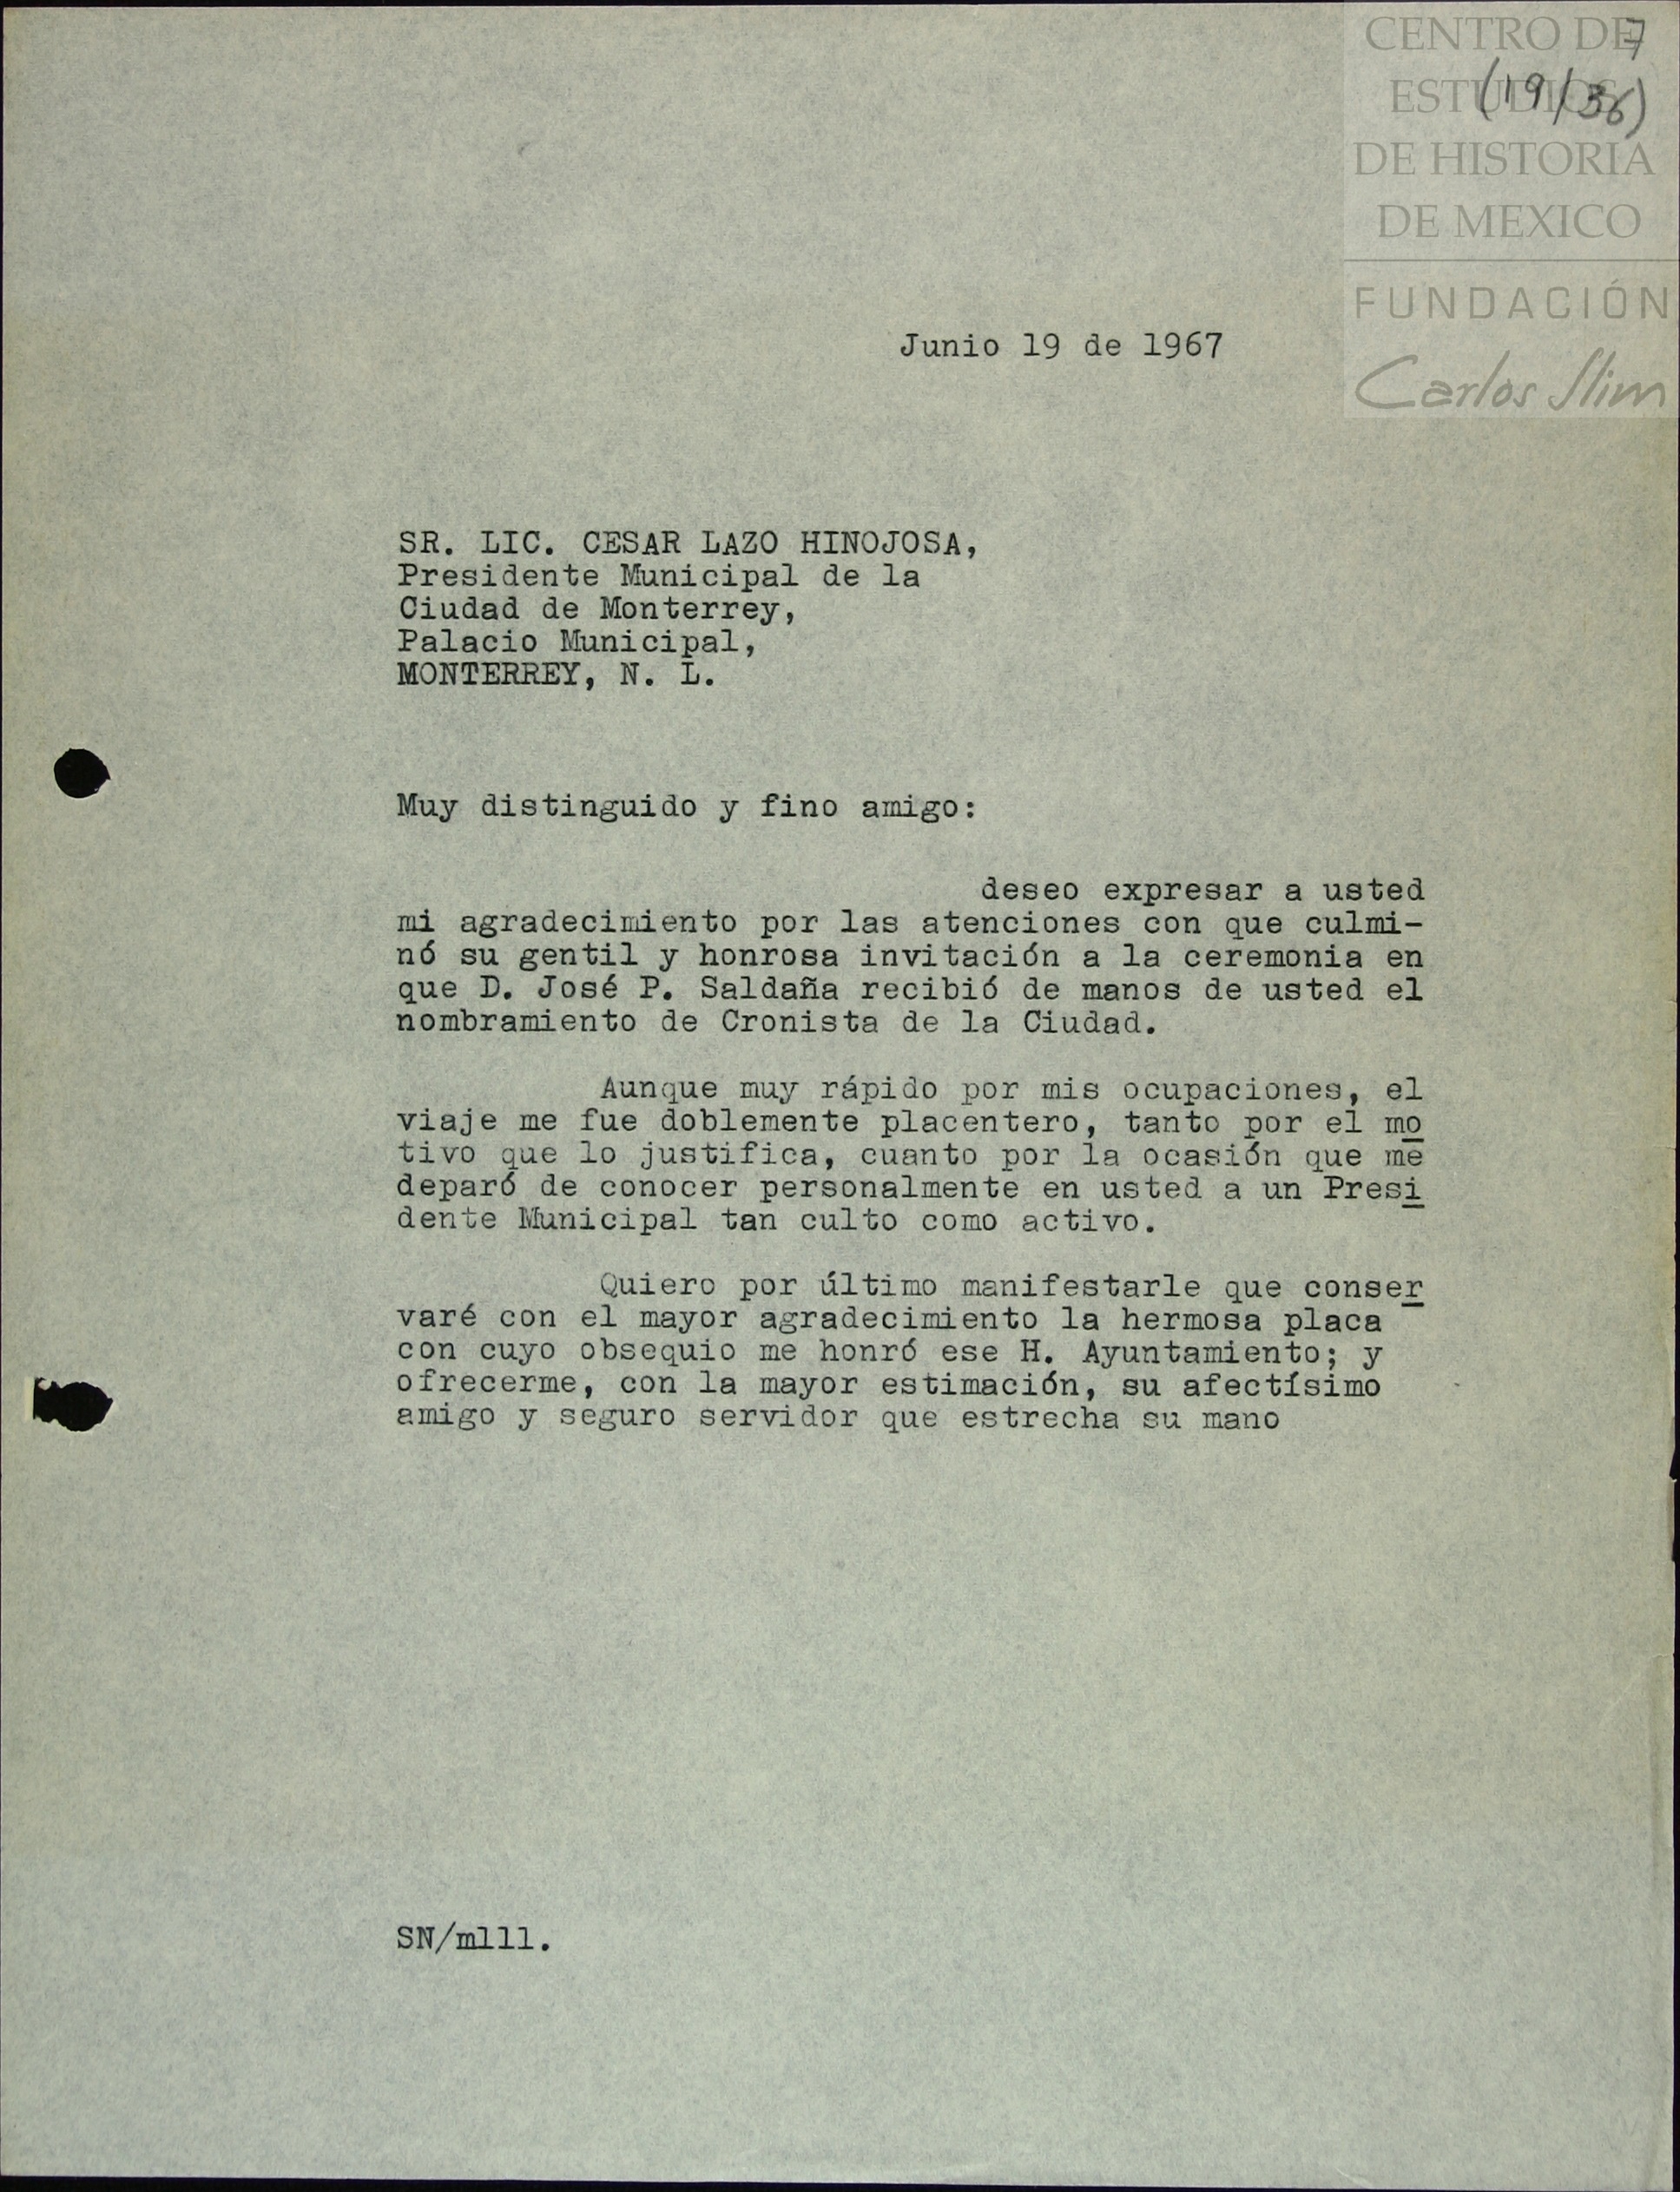 CENTRO DE
7
ESTUDIOS
(19/36)
DE HISTORIA
DE MEXICO
FUNDACIÓN
Carlos Slim
Junio 19 de 1967
SR. LIC. CESAR LAZO HINOJOSA,
Presidente Municipal de la
Ciudad de Monterrey,
Palacio Municipal,
MONTERREY, N. L.
Muy distinguido y fino amigo:
deseo expresar a usted
mi agradecimiento por las atenciones con que culmi-
nó su gentil y honrosa invitación a la ceremonia en
que D. José P. Saldaña recibió de manos de usted el
nombramiento de Cronista de la Ciudad.
Aunque muy rápido por mis ocupaciones, el
viaje me fue doblemente placentero, tanto por el mo
tivo que lo justifica, cuanto por la ocasión que me
deparó de conocer personalmente en usted a un Presi
dente Municipal tan culto como activo.
Quiero por último manifestarle que conser
varé con el mayor agradecimiento la hermosa placa
con cuyo obsequio me honró ese H. Ayuntamiento; y
ofrecerme, con la mayor estimación, su afectísimo
amigo y seguro servidor que estrecha su mano
SN/mlll.